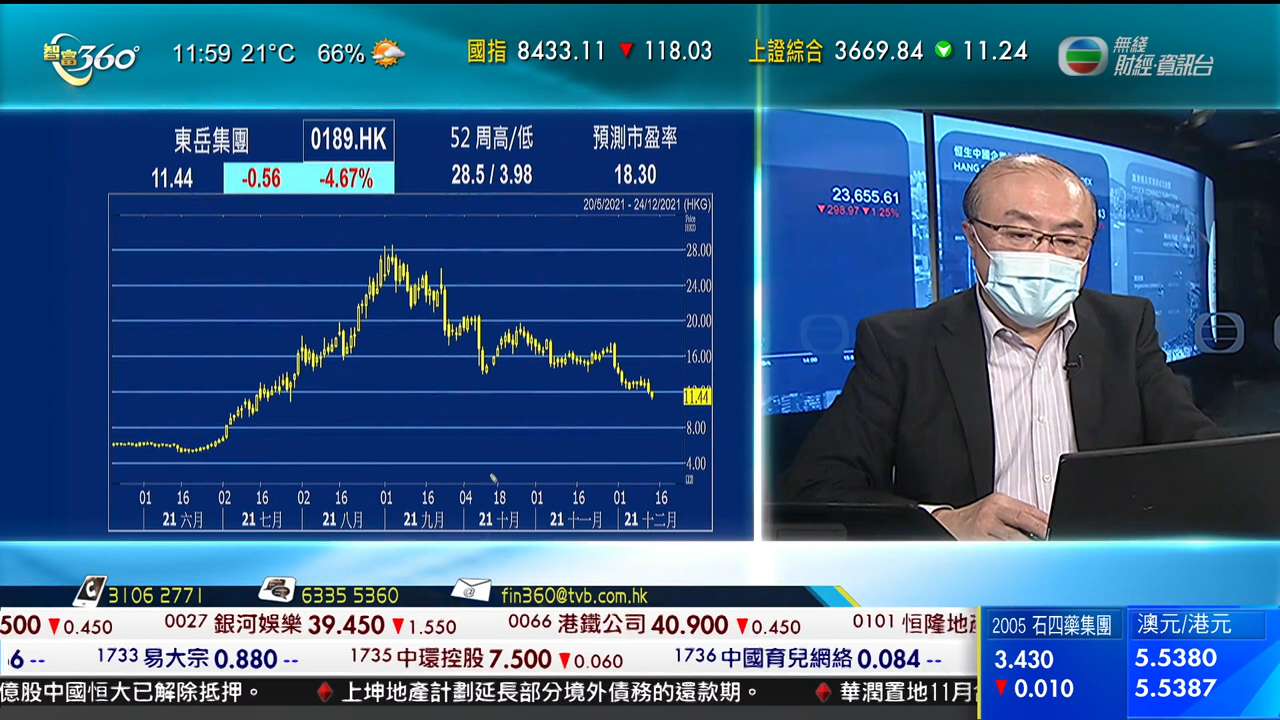 智富360°
11:59 21°C 66%
國指 8433.11 ▼ 118.03
上證綜合 3669.84 11.24
無綫
財經·資訊台
東岳集團 0189.HK 52 周高/低 預測市盈率
11.44 -0.56 -4.67% 28.5 / 3.98 18.30
20/5/2021 - 24/12/2021 (HKG)
Price
HKD
28.00
24.00
20.00
16.00
11.44
8.00
4.00
01 16 02 16 02 16 01 16 04 18 01 16 01 16
21 六月 21 七月 21 八月 21 九月 21 十月 21 十一月 21 十二月
恒生中國企業
HANG
23,655.61
▼298.97 ▼1.25%
3106 2771 6335 5360 fin360@tvb.com.hk
500 ▼0.450 0027 銀河娛樂 39.450 ▼1.550 0066 港鐵公司 40.900 ▼0.450 0101 恒隆地
6 -- 1733 易大宗 0.880 -- 1735 中環控股 7.500 ▼0.060 1736 中國育兒網絡 0.084 --
億股中國恒大已解除抵押。 上坤地產計劃延長部分境外債務的還款期。 華潤置地11月
2005 石四藥集團
3.430
▼ 0.010
澳元/港元
5.5380
5.5387